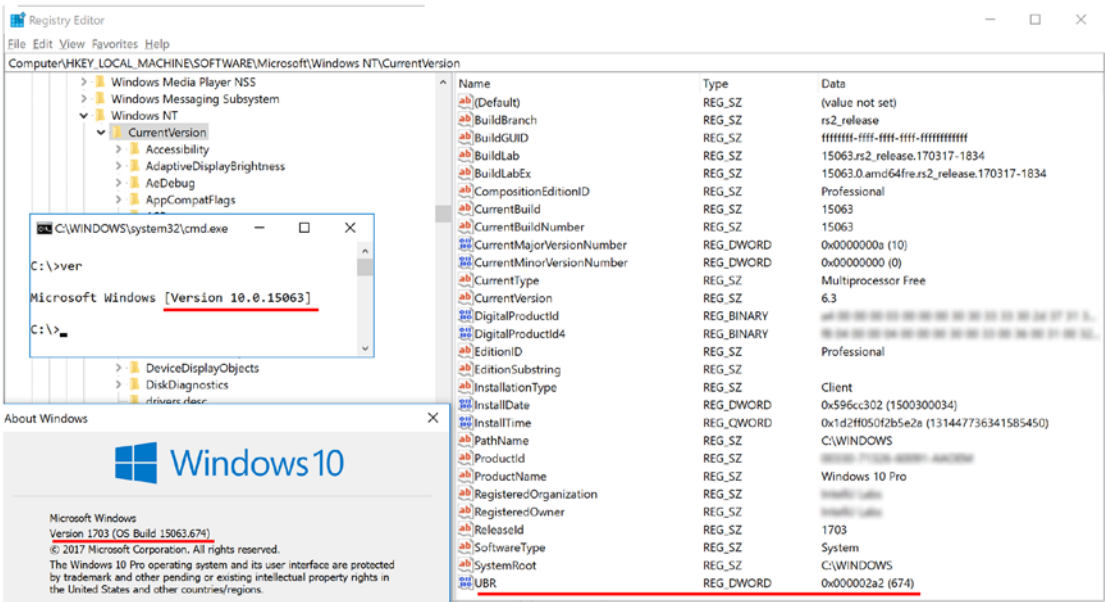 Registry Editor
File Edit View Favorites Help
Computer\HKEY_LOCAL_MACHINE\SOFTWARE\Microsoft\Windows NT\CurrentVersion
Windows Media Player NSS
Windows Messaging Subsystem
Windows NT
CurrentVersion
Accessibility
AdaptiveDisplayBrightness
AeDebug
AppCompatFlags
C:\WINDOWS\system32\cmd.exe
C:\>ver
Microsoft Windows [Version 10.0.15063]
C:\>_
DeviceDisplayObjects
DiskDiagnostics
drivers.desc
About Windows
Windows 10
Microsoft Windows
Version 1703 (OS Build 15063.674)
© 2017 Microsoft Corporation. All rights reserved.
The Windows 10 Pro operating system and its user interface are protected
by trademark and other pending or existing intellectual property rights in
the United States and other countries/regions.
Name Type Data
(Default) REG_SZ (value not set)
BuildBranch REG_SZ rs2_release
BuildGUID REG_SZ ffffffff-ffff-ffff-ffff-ffffffffffff
BuildLab REG_SZ 15063.rs2_release.170317-1834
BuildLabEx REG_SZ 15063.0.amd64fre.rs2_release.170317-1834
CompositionEditionID REG_SZ Professional
CurrentBuild REG_SZ 15063
CurrentBuildNumber REG_SZ 15063
CurrentMajorVersionNumber REG_DWORD 0x0000000a (10)
CurrentMinorVersionNumber REG_DWORD 0x00000000 (0)
CurrentType REG_SZ Multiprocessor Free
CurrentVersion REG_SZ 6.3
DigitalProductId REG_BINARY
DigitalProductId4 REG_BINARY
EditionID REG_SZ Professional
EditionSubstring REG_SZ
InstallationType REG_SZ Client
InstallDate REG_DWORD 0x596cc302 (1500300034)
InstallTime REG_QWORD 0x1d2ff050f2b5e2a (131447736341585450)
PathName REG_SZ C:\WINDOWS
ProductId REG_SZ
ProductName REG_SZ Windows 10 Pro
RegisteredOrganization REG_SZ
RegisteredOwner REG_SZ
ReleaseId REG_SZ 1703
SoftwareType REG_SZ System
SystemRoot REG_SZ C:\WINDOWS
UBR REG_DWORD 0x000002a2 (674)